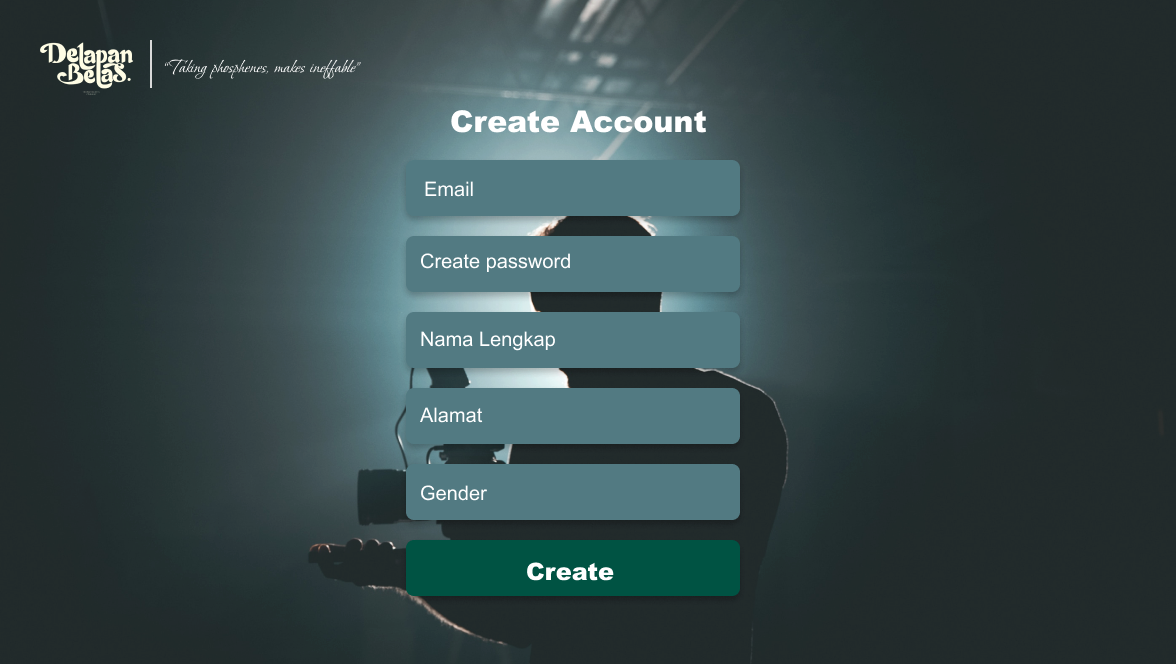 Delapan
Belas.
"Taking phosphenes, makes ineffable"
Create Account
Email
Create password
Nama Lengkap
Alamat
Gender
Create